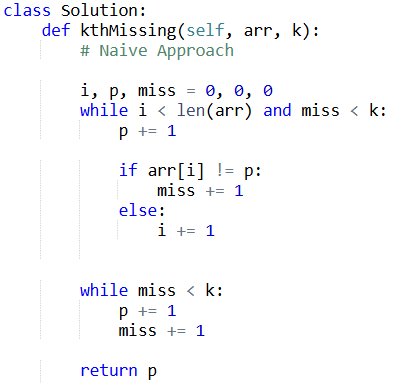 class Solution:
    def kthMissing(self, arr, k):
        # Naive Approach

        i, p, miss = 0, 0, 0
        while i < len(arr) and miss < k:
            p += 1

            if arr[i] != p:
                miss += 1
            else:
                i += 1


        while miss < k:
            p += 1
            miss += 1

        return p